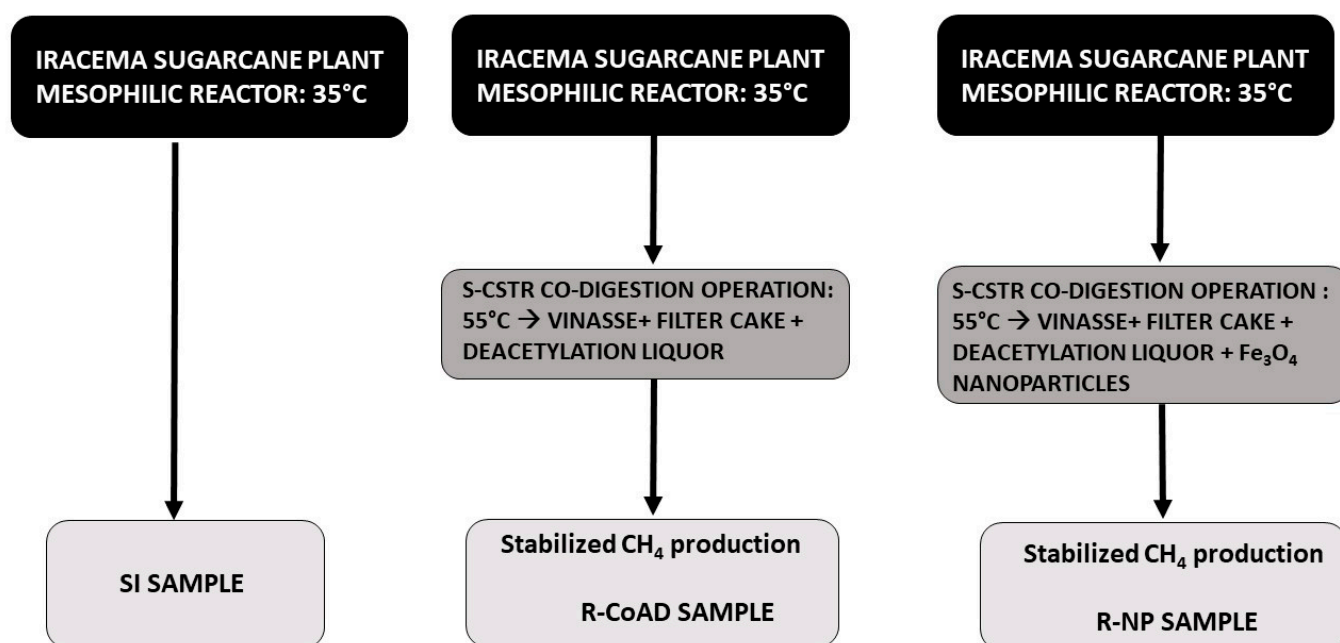 IRACEMA SUGARCANE PLANT
MESOPHILIC REACTOR: 35°C
SI SAMPLE
IRACEMA SUGARCANE PLANT
MESOPHILIC REACTOR: 35°C
S-CSTR CO-DIGESTION OPERATION:
55°C → VINASSE+ FILTER CAKE +
DEACETYLATION LIQUOR
Stabilized CH₄ production
R-CoAD SAMPLE
IRACEMA SUGARCANE PLANT
MESOPHILIC REACTOR: 35°C
S-CSTR CO-DIGESTION OPERATION :
55°C → VINASSE+ FILTER CAKE +
DEACETYLATION LIQUOR + Fe₃O₄
NANOPARTICLES
Stabilized CH₄ production
R-NP SAMPLE